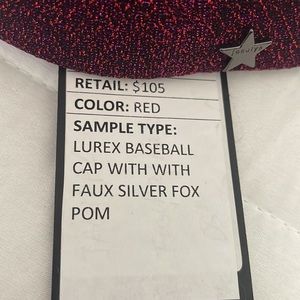 RETAIL: $105
COLOR: RED
SAMPLE TYPE:
LUREX BASEBALL
CAP WITH WITH
FAUX SILVER FOX
POM